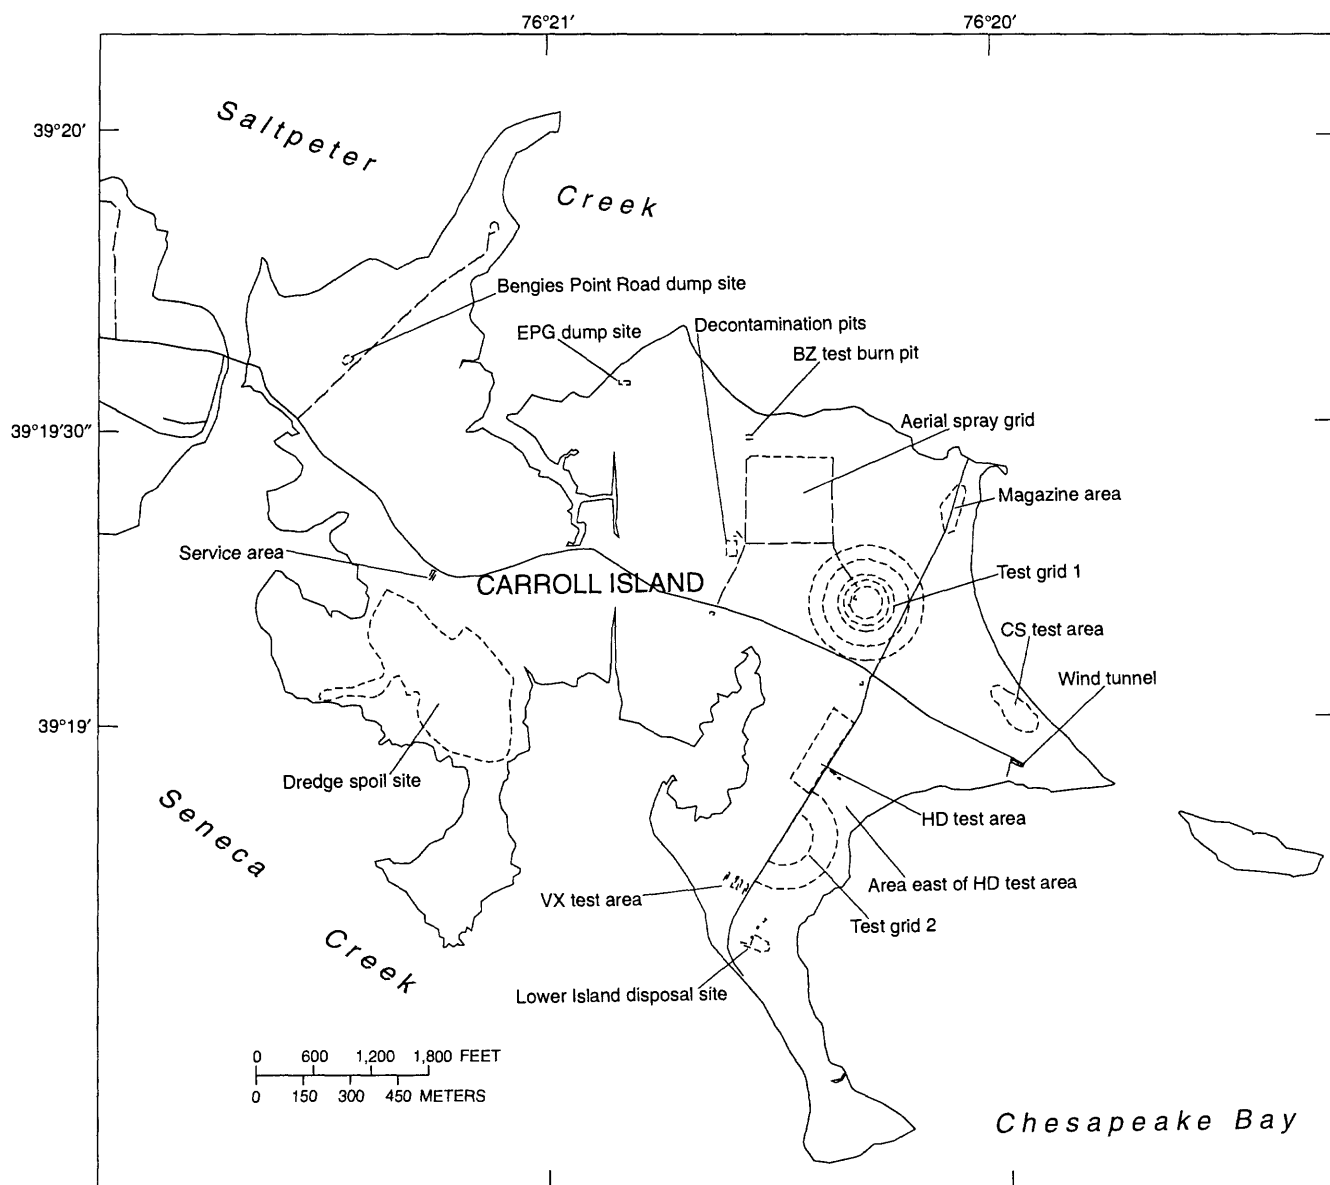 76°21′
76°20′
39°20′
Saltpeter
Creek
Bengies Point Road dump site
EPG dump site
Decontamination pits
BZ test burn pit
Aerial spray grid
39°19′30″
Magazine area
Service area
CARROLL ISLAND
Test grid 1
CS test area
Wind tunnel
39°19′
Dredge spoil site
Seneca
Creek
HD test area
Area east of HD test area
VX test area
Test grid 2
Lower Island disposal site
0 600 1,200 1,800 FEET
0 150 300 450 METERS
Chesapeake Bay